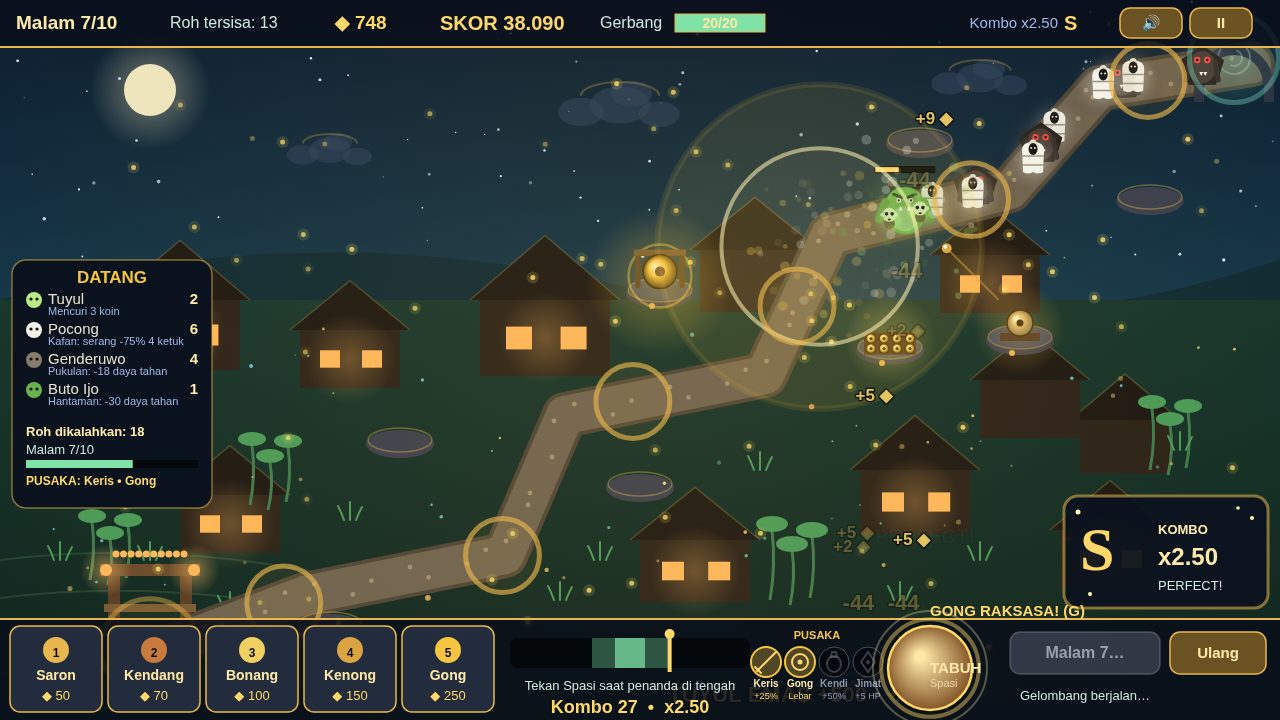 Malam 7/10
Roh tersisa: 13
◆ 748
SKOR 38.090
Gerbang
20/20
Kombo x2.50 S
+9 ◆
-44
-44
+2 ◆
+5 ◆
DATANG
Tuyul 2
Mencuri 3 koin
Pocong 6
Kafan: serang -75% 4 ketuk
Genderuwo 4
Pukulan: -18 daya tahan
Buto Ijo 1
Hantaman: -30 daya tahan
Roh dikalahkan: 18
Malam 7/10
PUSAKA: Keris • Gong
+5 ◆
+2 ◆
+5 ◆
-44 -44
S
KOMBO
x2.50
PERFECT!
GONG RAKSASA! (G)
1
Saron
◆ 50
2
Kendang
◆ 70
3
Bonang
◆ 100
4
Kenong
◆ 150
5
Gong
◆ 250
Tekan Spasi saat penanda di tengah
Kombo 27 • x2.50
PUSAKA
Keris
+25%
Gong
Lebar
Kendi
+50%
Jimat
+5 HP
TABUH
Spasi
Malam 7…
Ulang
Gelombang berjalan…